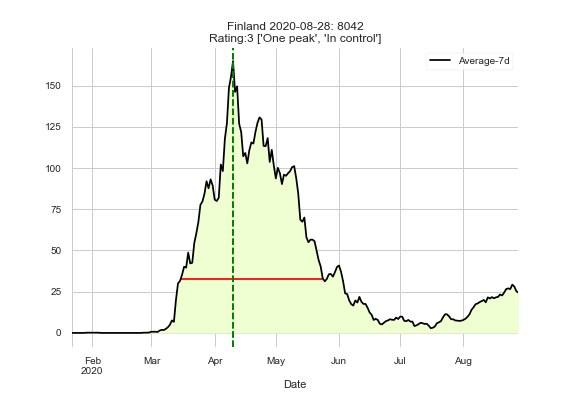 Finland 2020-08-28: 8042
Rating:3 ['One peak', 'In control']
Average-7d
150
125
100
75
50
25
0
Feb Mar Apr May Jun Jul Aug
2020
Date